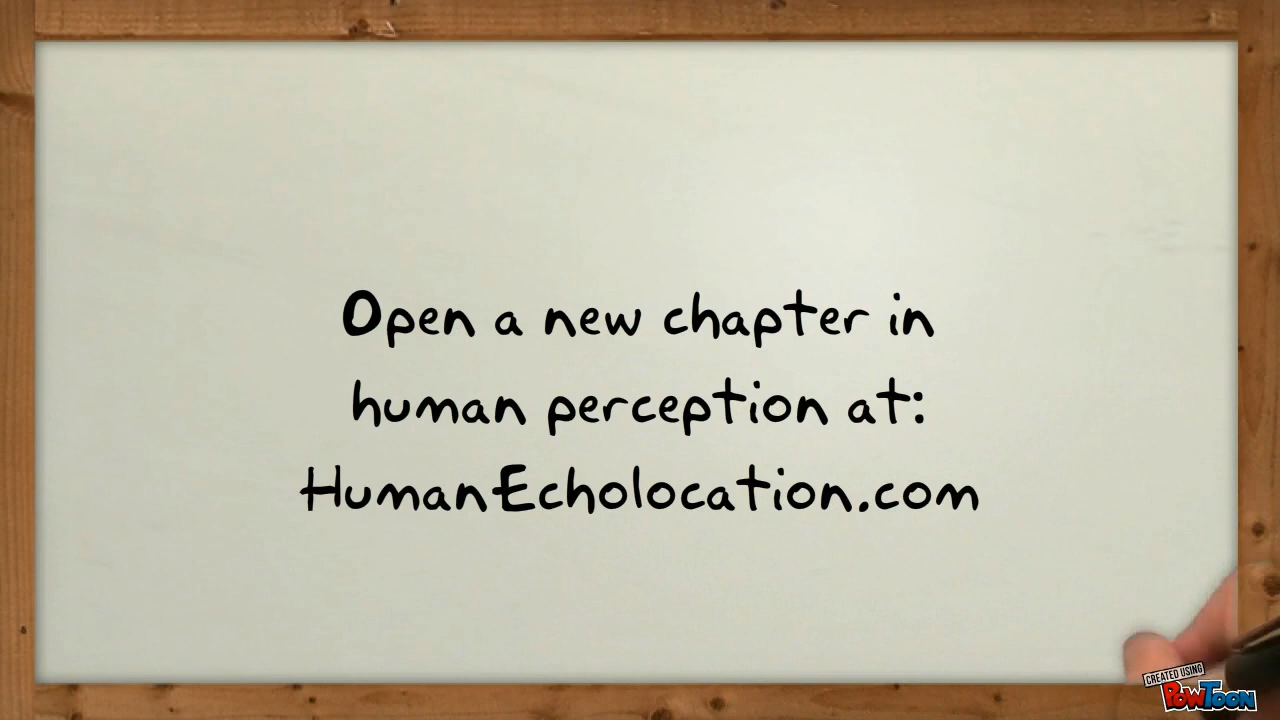 Open a new chapter in
human perception at:
HumanEcholocation.com
CREATED USING
POWTOON